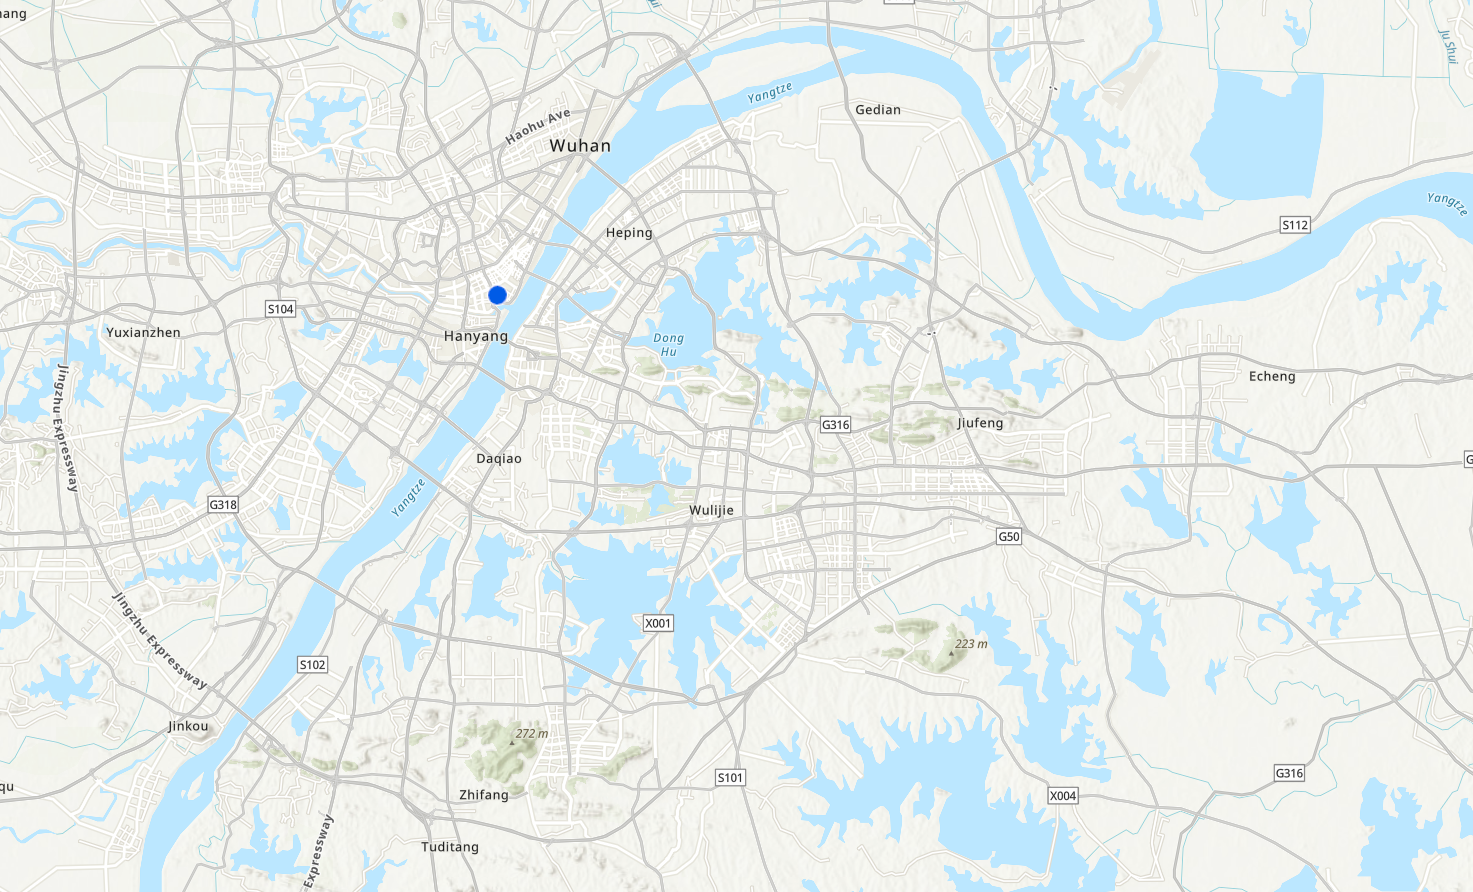 ang
Shui
Ju Shui
Yangtze
Gedian
Haohu Ave
Wuhan
Yangtze
S112
Heping
S104
Yuxianzhen
Hanyang
Dong
Hu
Echeng
Jingzhu Expressway
G316
Jiufeng
Daqiao
G
Yangtze
G318
Wulijie
G50
Jingzhu Expressway
X001
223 m
S102
Jinkou
272 m
S101
G316
qu
Zhifang
X004
Tuditang
Expressway